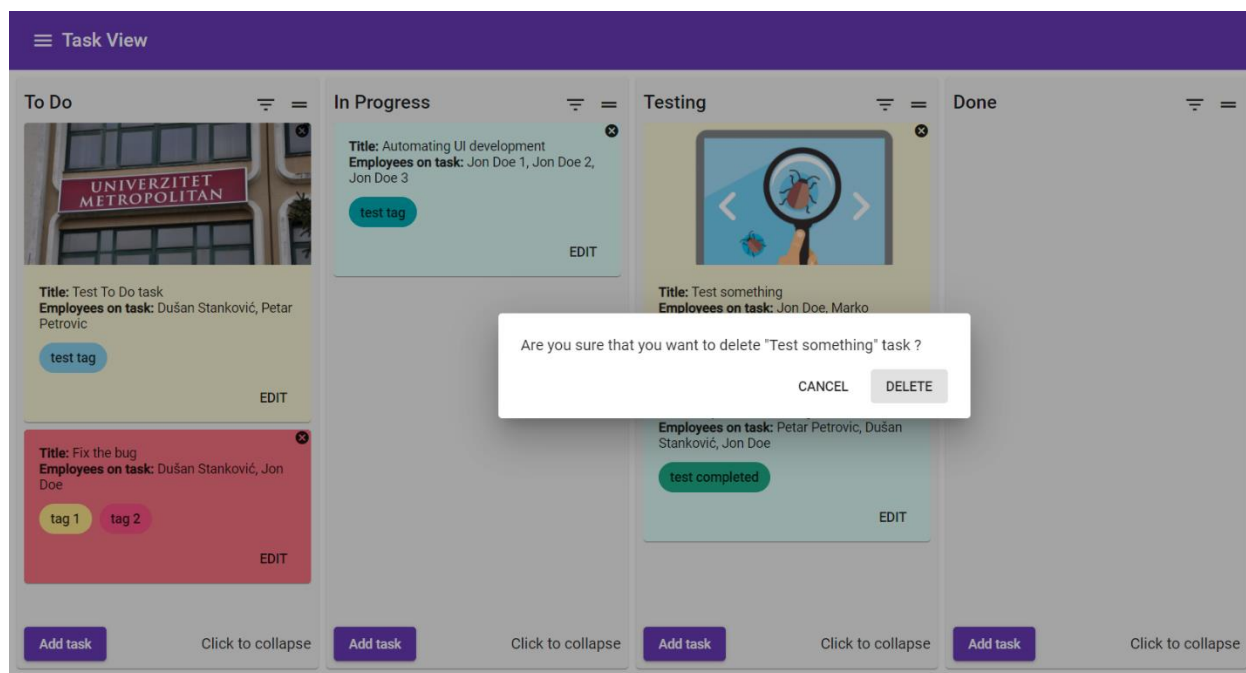 Task View
To Do
UNIVERZITET
METROPOLITAN
Title: Test To Do task
Employees on task: Dušan Stanković, Petar
Petrovic
test tag
EDIT
Title: Fix the bug
Employees on task: Dušan Stanković, Jon
Doe
tag 1
tag 2
EDIT
Add task
Click to collapse
In Progress
Title: Automating UI development
Employees on task: Jon Doe 1, Jon Doe 2,
Jon Doe 3
test tag
EDIT
Add task
Click to collapse
Testing
Title: Test something
Employees on task: Jon Doe, Marko
Are you sure that you want to delete "Test something" task ?
CANCEL
DELETE
Employees on task: Petar Petrovic, Dušan
Stanković, Jon Doe
test completed
EDIT
Add task
Click to collapse
Done
Add task
Click to collapse